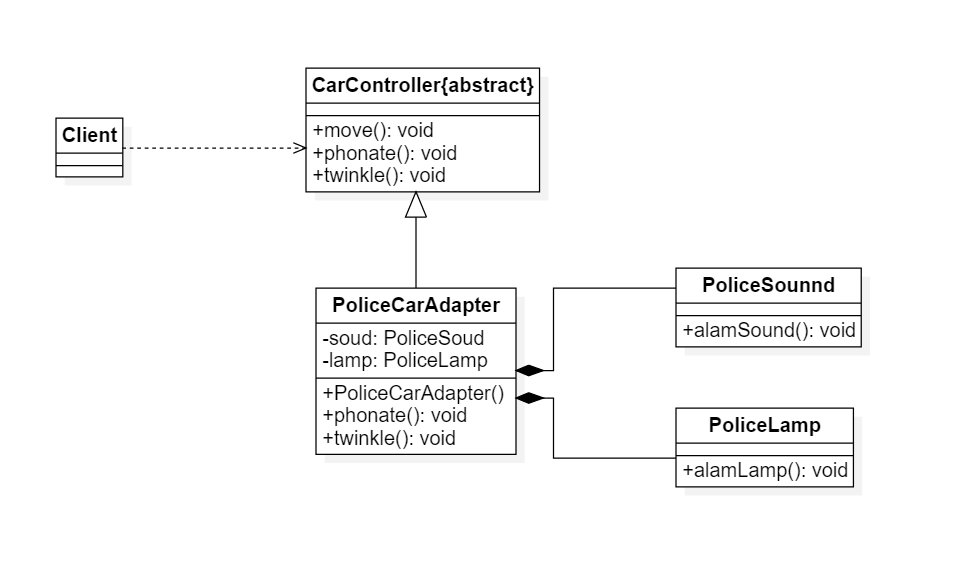 CarController{abstract}
+move(): void
+phonate(): void
+twinkle(): void
Client
PoliceCarAdapter
-soud: PoliceSoud
-lamp: PoliceLamp
+PoliceCarAdapter()
+phonate(): void
+twinkle(): void
PoliceSounnd
+alamSound(): void
PoliceLamp
+alamLamp(): void